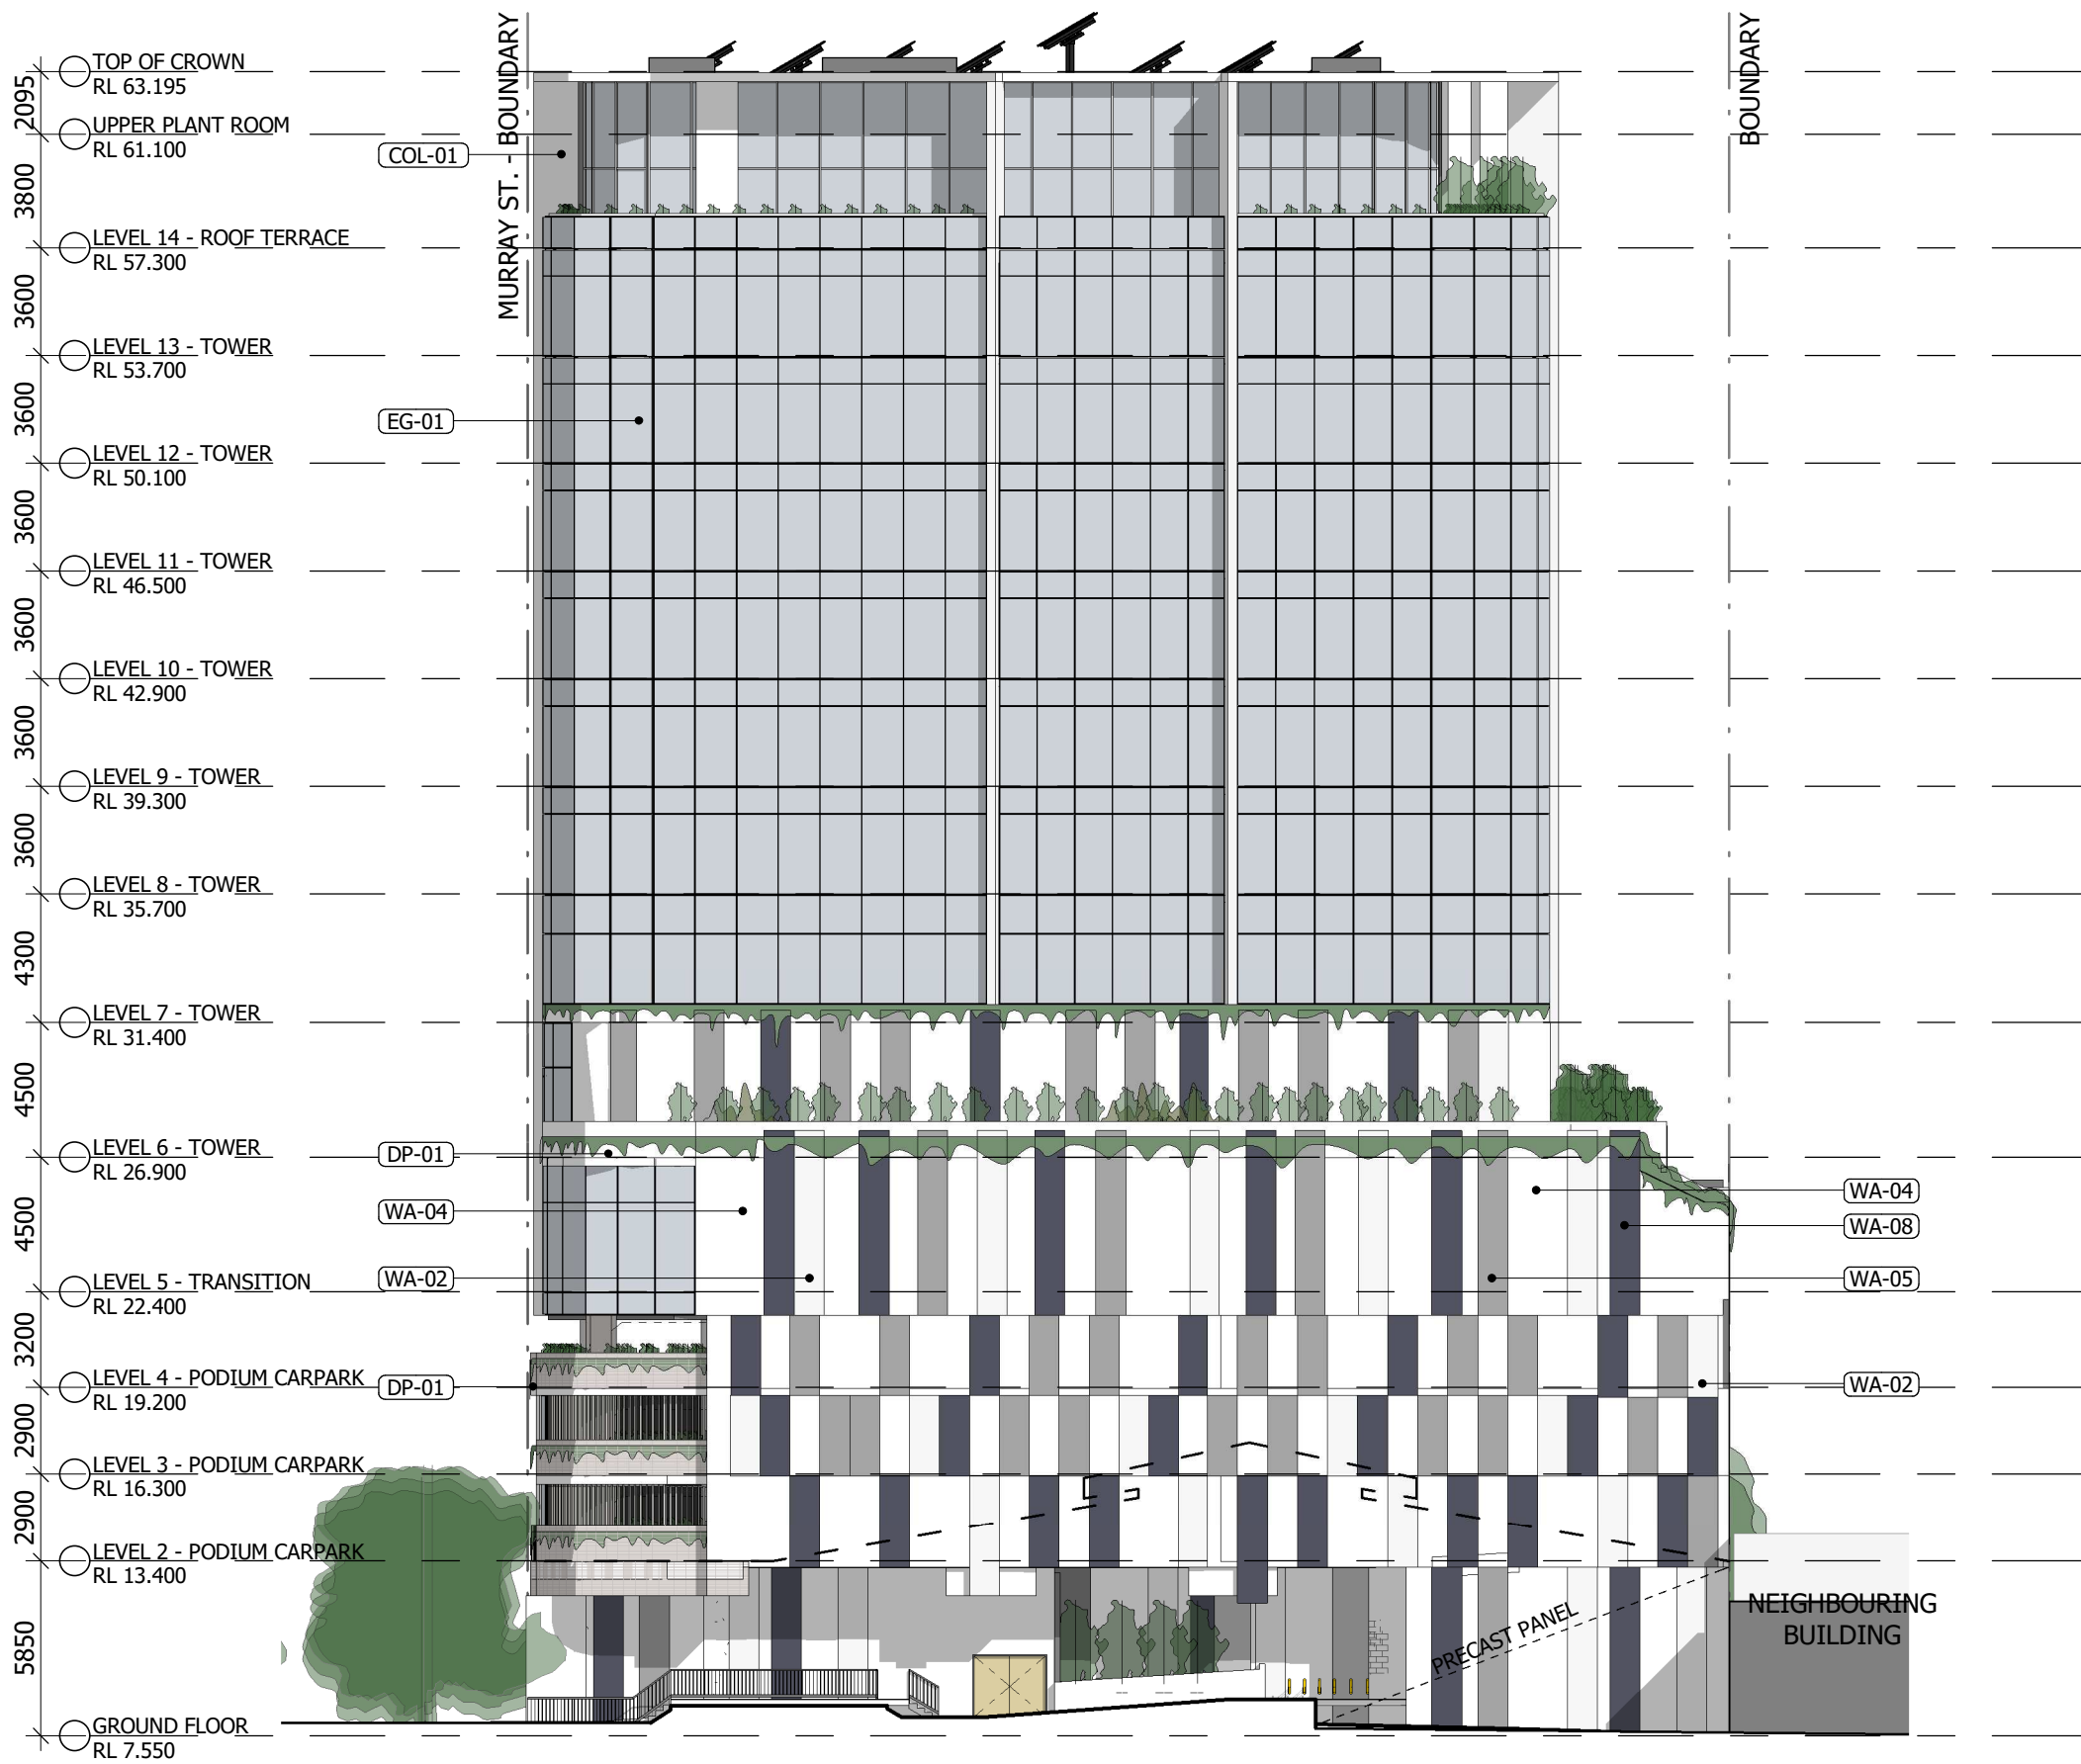 MURRAY ST. - BOUNDARY
BOUNDARY
TOP OF CROWN
RL 63.195
2095
UPPER PLANT ROOM
RL 61.100
COL-01
3800
LEVEL 14 - ROOF TERRACE
RL 57.300
3600
LEVEL 13 - TOWER
RL 53.700
3600
EG-01
LEVEL 12 - TOWER
RL 50.100
3600
LEVEL 11 - TOWER
RL 46.500
3600
LEVEL 10 - TOWER
RL 42.900
3600
LEVEL 9 - TOWER
RL 39.300
3600
LEVEL 8 - TOWER
RL 35.700
4300
LEVEL 7 - TOWER
RL 31.400
4500
LEVEL 6 - TOWER
RL 26.900
DP-01
WA-04
WA-04
WA-08
4500
WA-02
WA-05
LEVEL 5 - TRANSITION
RL 22.400
3200
LEVEL 4 - PODIUM CARPARK
RL 19.200
DP-01
WA-02
2900
LEVEL 3 - PODIUM CARPARK
RL 16.300
2900
LEVEL 2 - PODIUM CARPARK
RL 13.400
NEIGHBOURING
BUILDING
PRECAST PANEL
5850
GROUND FLOOR
RL 7.550